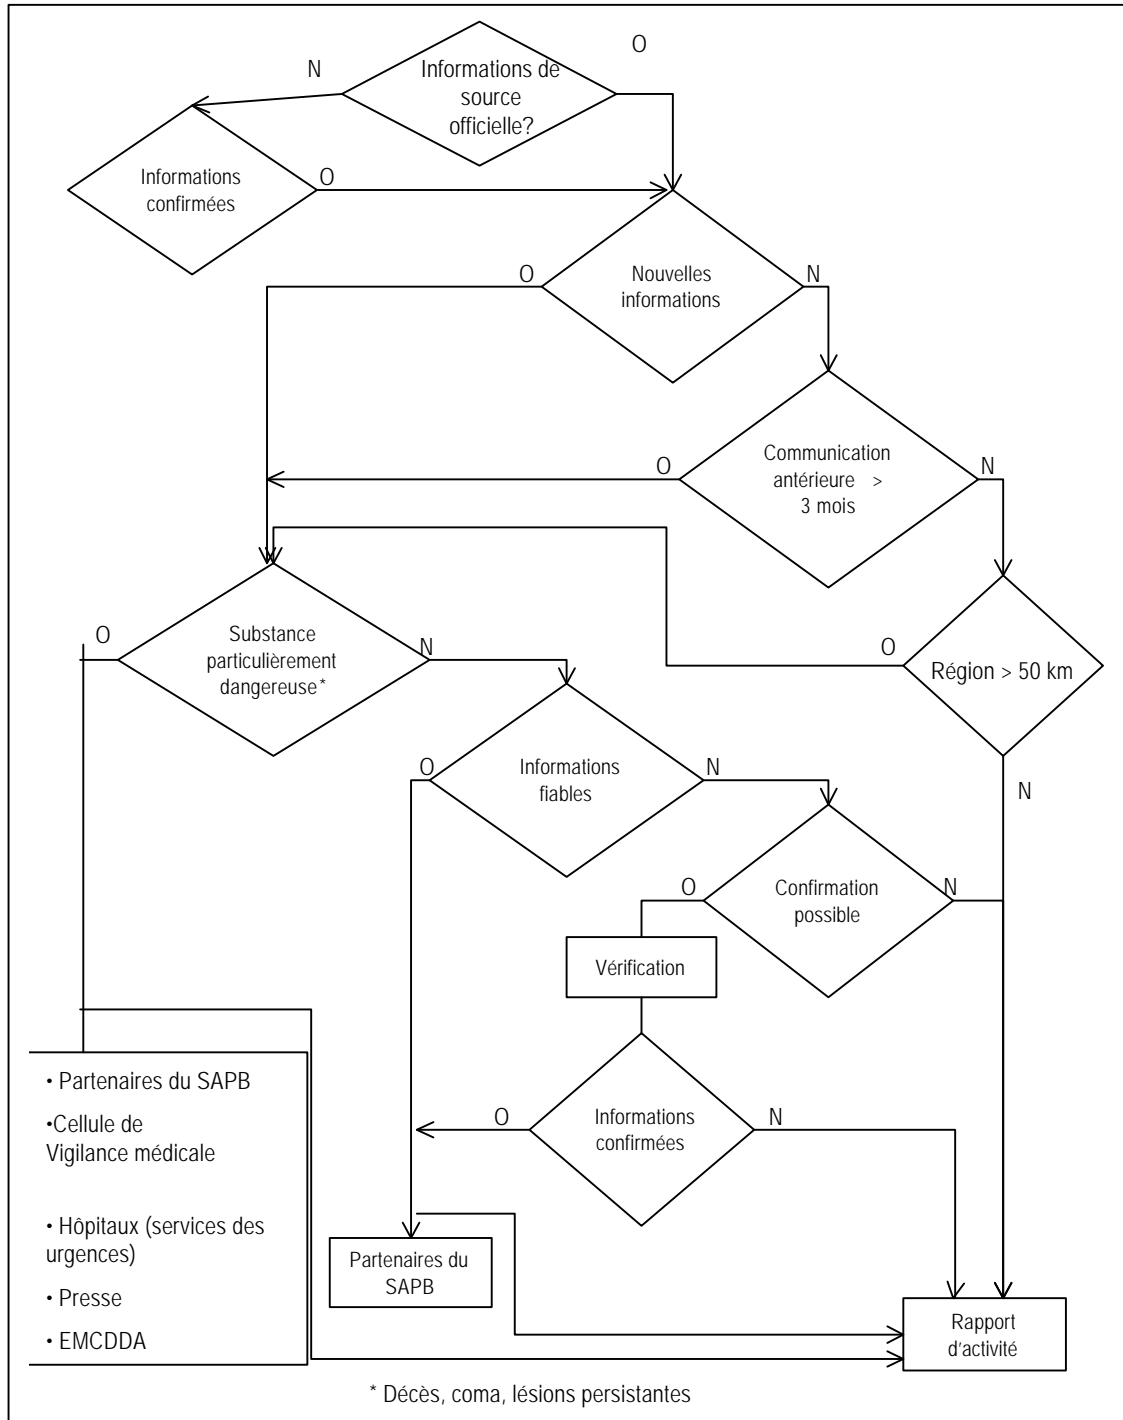 O
N
Informations de
source
officielle?
Informations
confirmées
O
O
Nouvelles
informations
N
Communication
antérieure >
3 mois
O
N
O
Substance
particulièrement
dangereuse*
N
O
Région > 50 km
N
O
Informations
fiables
N
O
Confirmation
possible
N
Vérification
O
Informations
confirmées
N
• Partenaires du SAPB
•Cellule de
Vigilance médicale
• Hôpitaux (services des
urgences)
• Presse
• EMCDDA
Partenaires du
SAPB
Rapport
d'activité
* Décès, coma, lésions persistantes